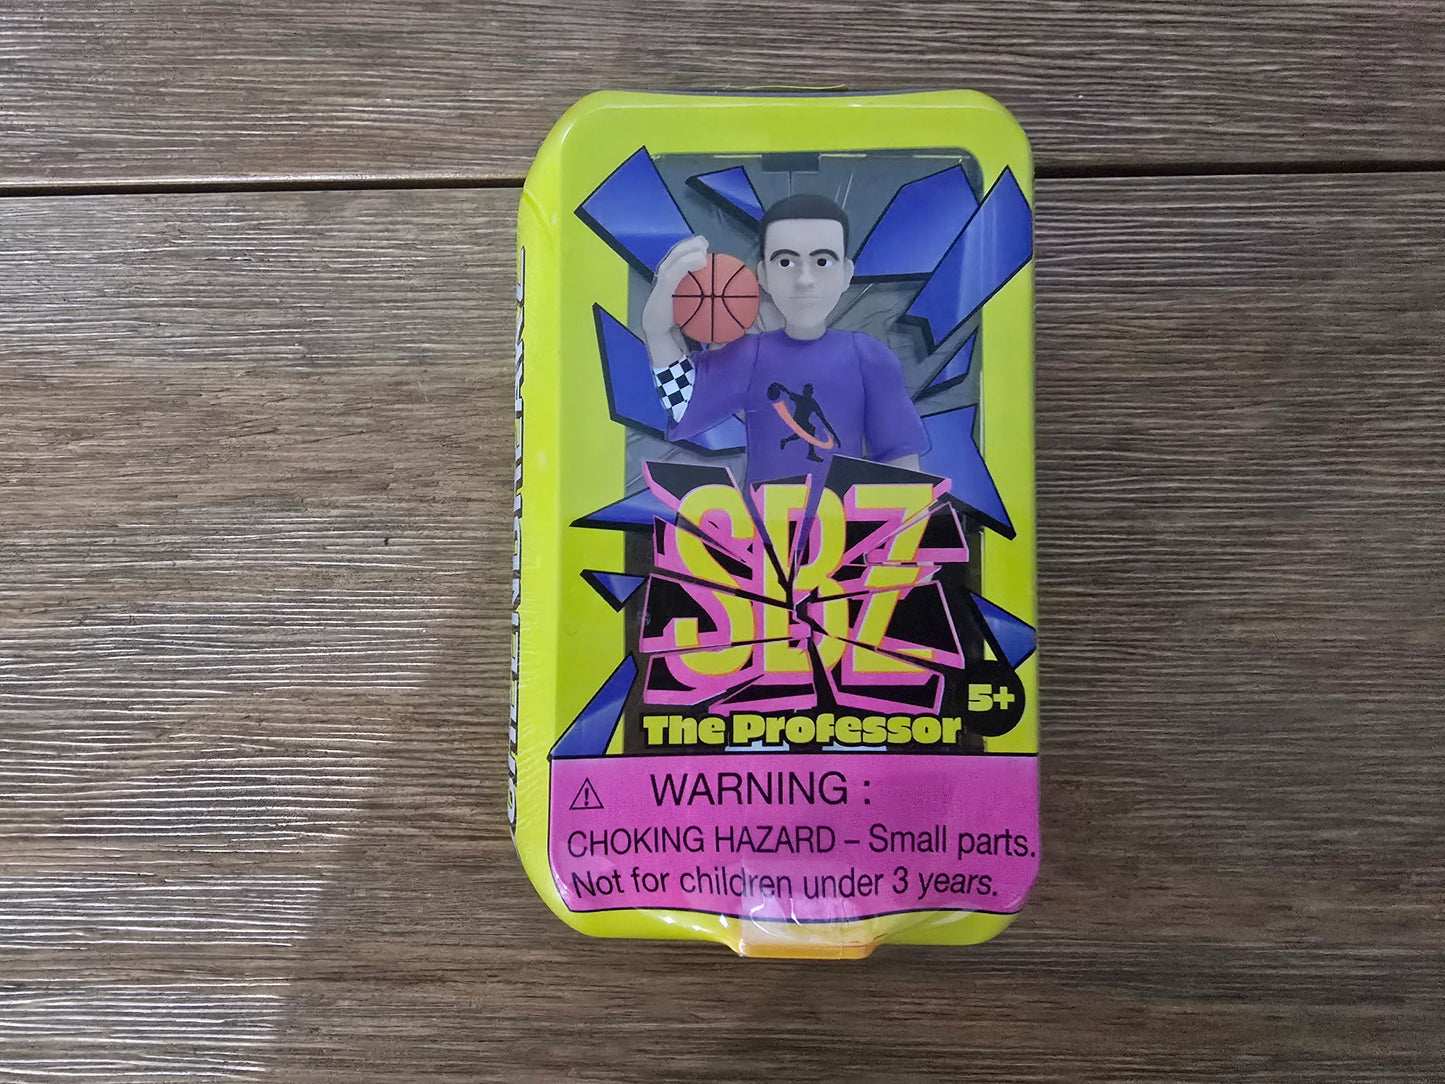 SBZ
5+
The Professor
WARNING :
CHOKING HAZARD – Small parts.
Not for children under 3 years.